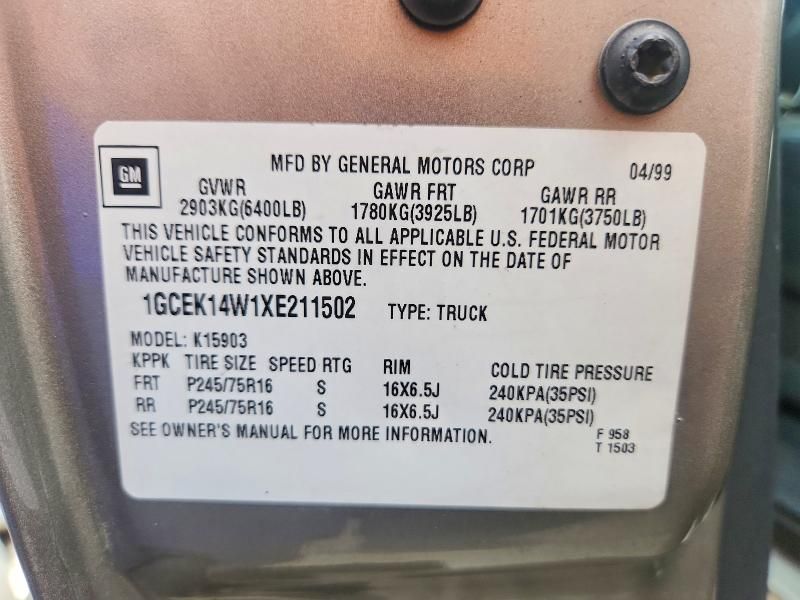 GM
MFD BY GENERAL MOTORS CORP 04/99
GVWR GAWR FRT GAWR RR
2903KG(6400LB) 1780KG(3925LB) 1701KG(3750LB)
THIS VEHICLE CONFORMS TO ALL APPLICABLE U.S. FEDERAL MOTOR
VEHICLE SAFETY STANDARDS IN EFFECT ON THE DATE OF
MANUFACTURE SHOWN ABOVE.
1GCEK14W1XE211502 TYPE: TRUCK
MODEL: K15903
KPPK TIRE SIZE SPEED RTG RIM COLD TIRE PRESSURE
FRT P245/75R16 S 16X6.5J 240KPA(35PSI)
RR P245/75R16 S 16X6.5J 240KPA(35PSI)
SEE OWNER'S MANUAL FOR MORE INFORMATION. F 958
T 1503